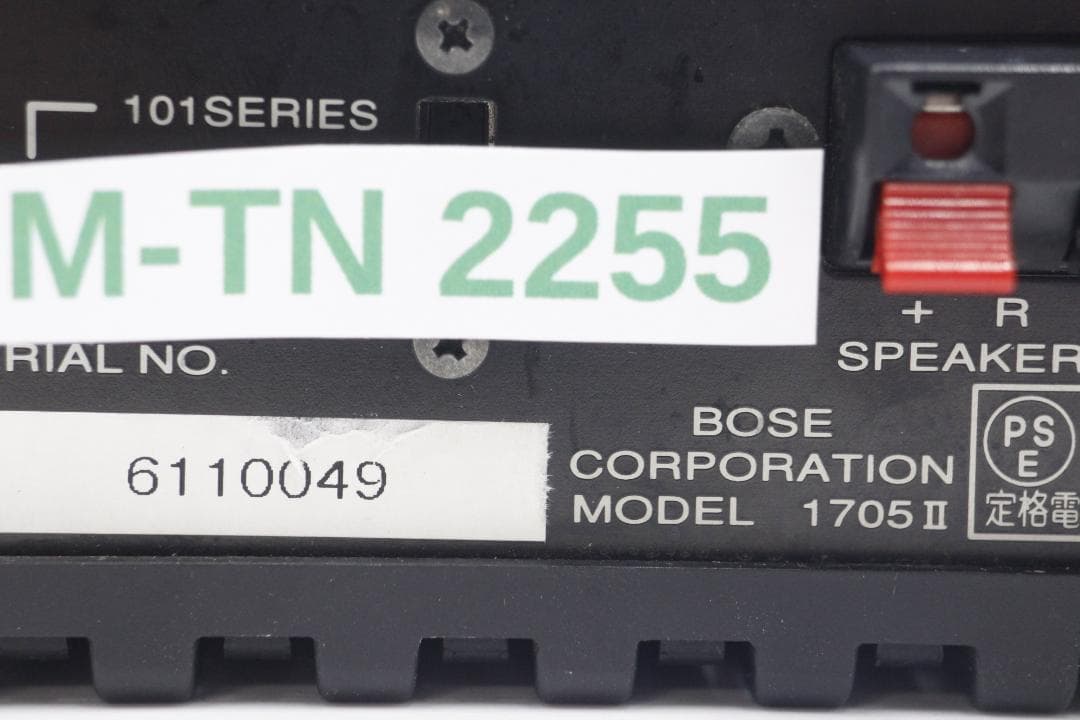 101SERIES
M-TN 2255
RIAL NO.
6110049
+ R
SPEAKER
BOSE
CORPORATION
MODEL 1705Ⅱ
PS
E
定格電